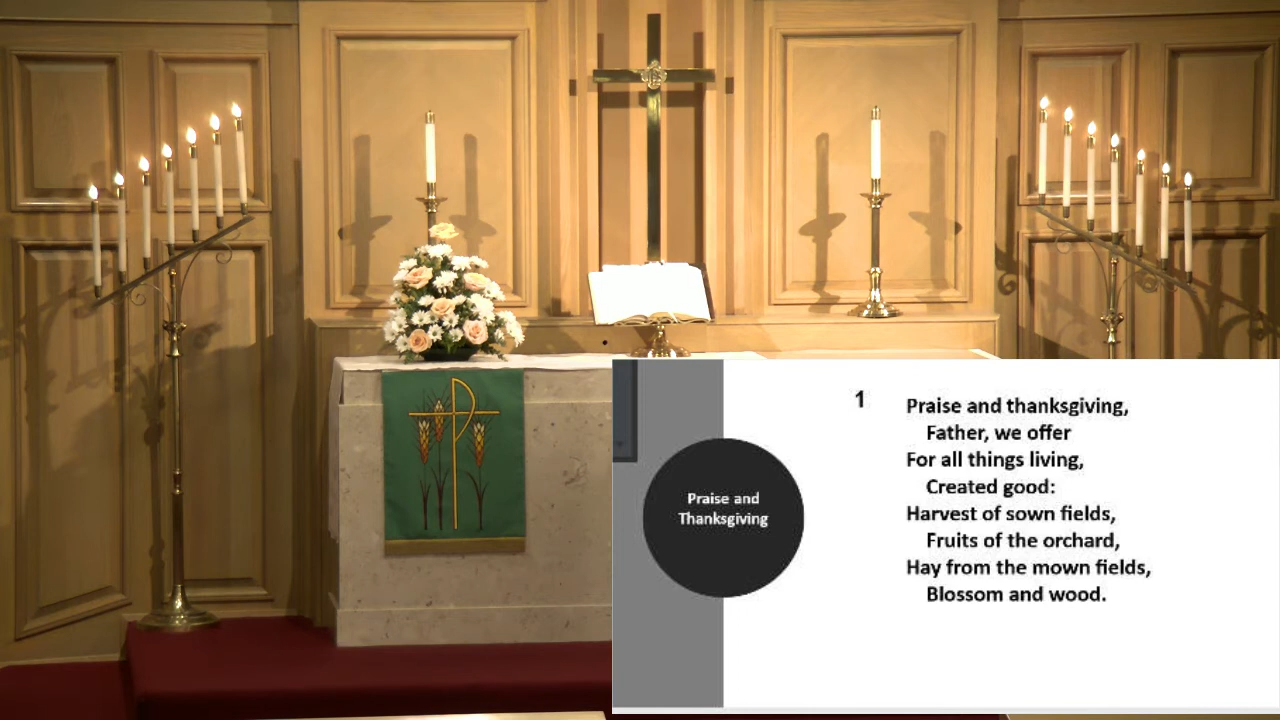 Praise and
Thanksgiving
1
Praise and thanksgiving,
Father, we offer
For all things living,
Created good:
Harvest of sown fields,
Fruits of the orchard,
Hay from the mown fields,
Blossom and wood.